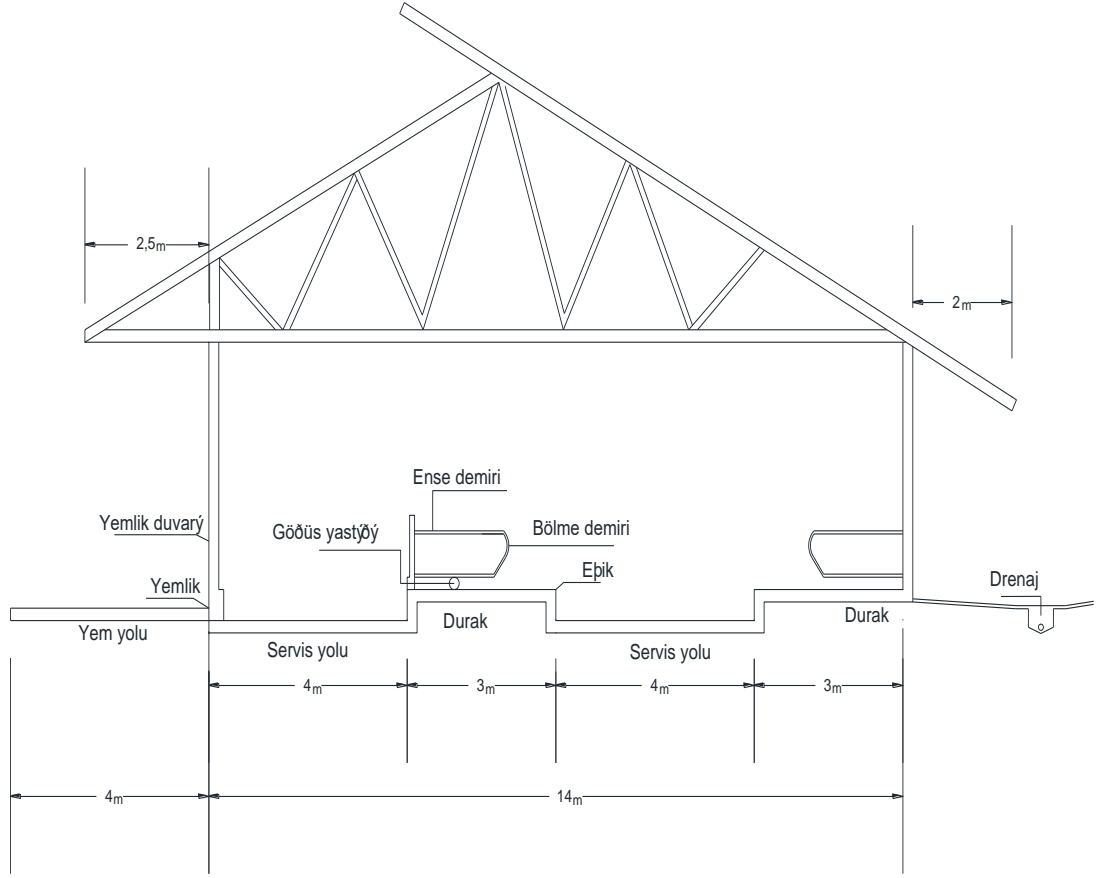 2,5m
2m
Ense demiri
Yemlik duvarý
Göðüs yastýðý
Bölme demiri
Eþik
Yemlik
Drenaj
Yem yolu
Durak
Durak
Servis yolu
Servis yolu
4m
3m
4m
3m
4m
14m